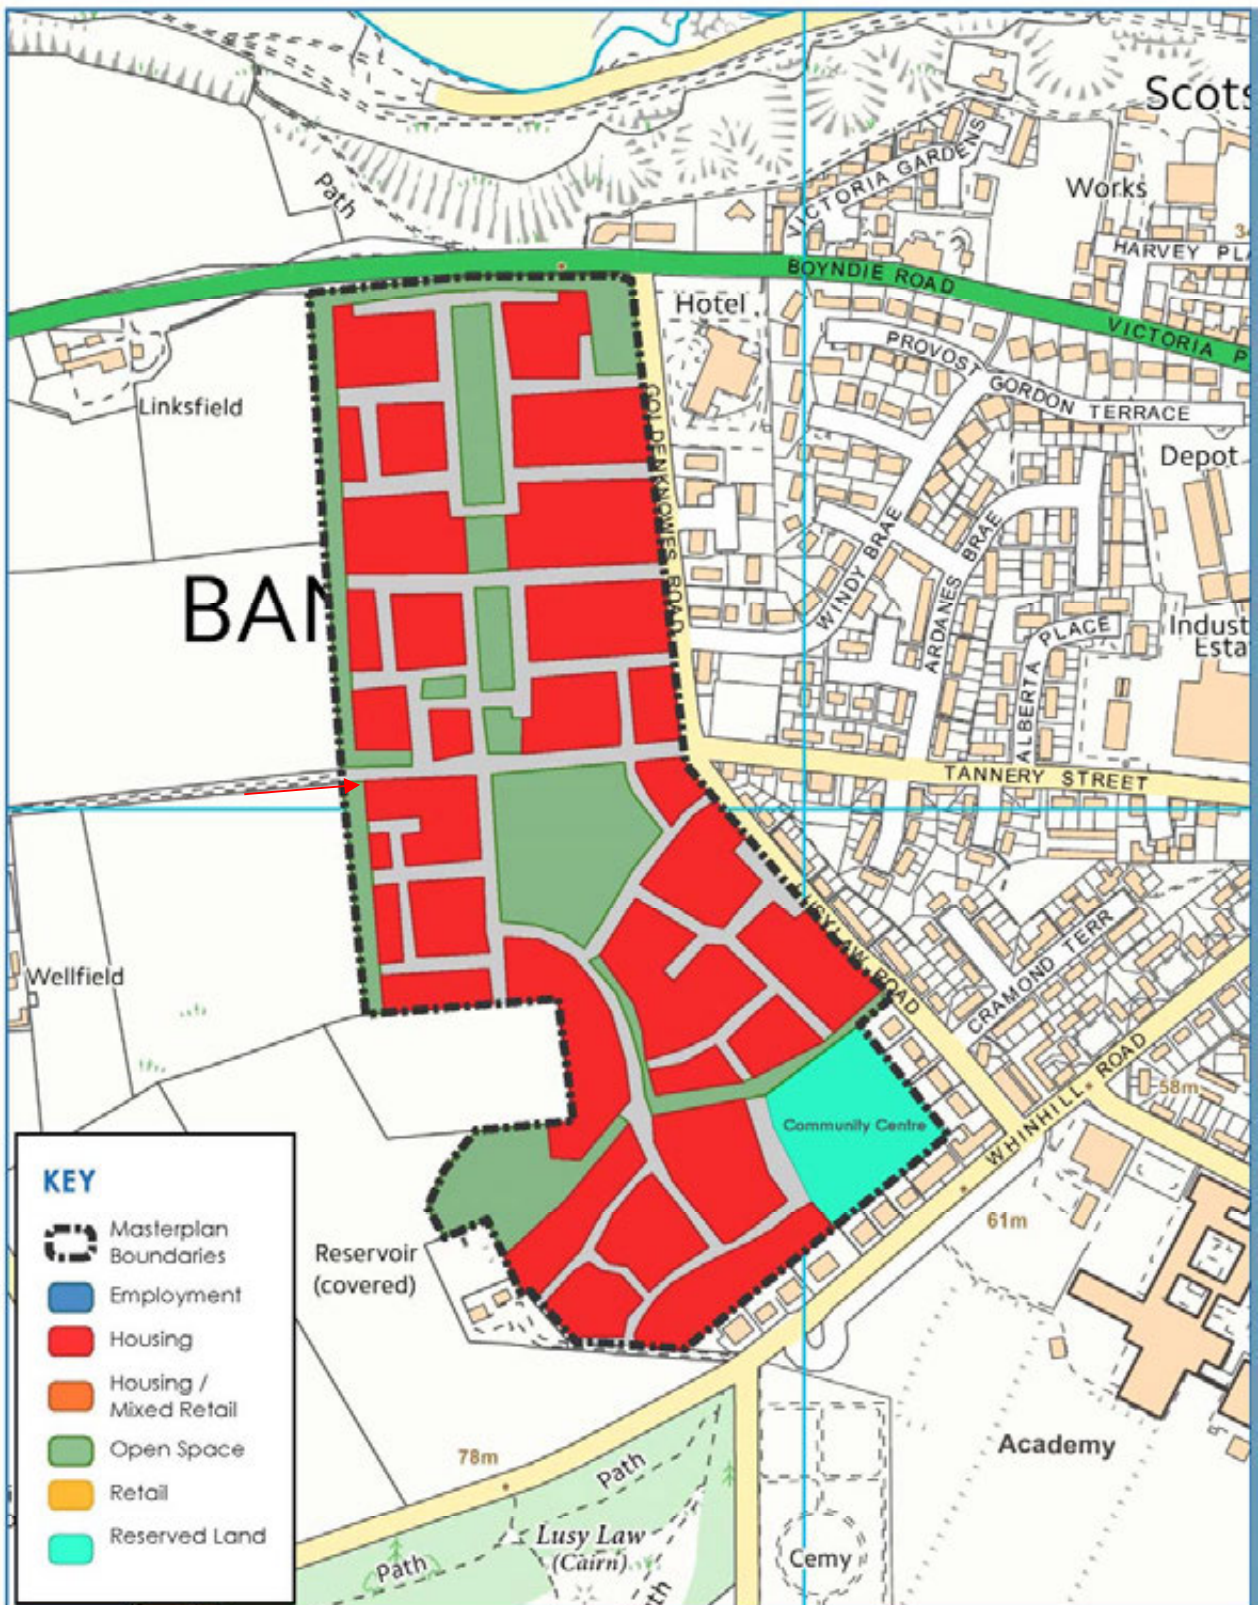 Scots
Path
VICTORIA GARDENS
Works
HARVEY PLA
BOYNDIE ROAD
VICTORIA P
Hotel
PROVOST GORDON TERRACE
Linksfield
GOLDENKNOWES ROAD
Depot
WINDY BRAE
ARDANES BRAE
BAN
ALBERTA PLACE
Indust
Esta
TANNERY STREET
ROAD
CRAMOND TERR
Wellfield
WHINHILL ROAD
58m
Community Centre
61m
KEY
Masterplan
Boundaries
Employment
Housing
Housing /
Mixed Retail
Open Space
Retail
Reserved Land
Reservoir
(covered)
78m
Path
Academy
Lusy Law
(Cairn)
Path
Cemy